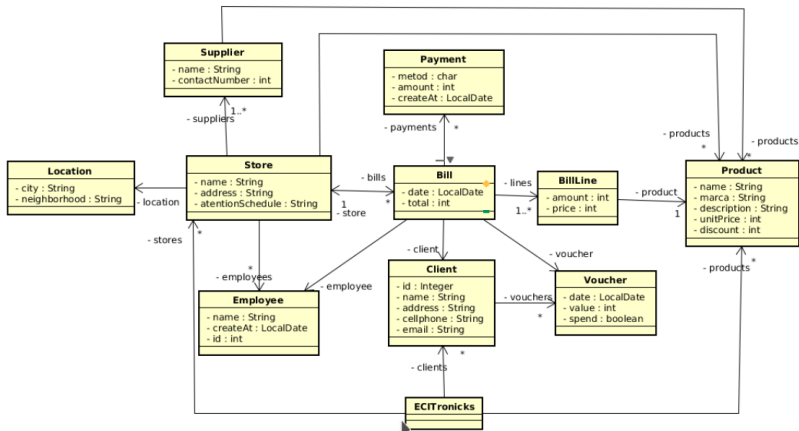 Supplier
- name : String
- contactNumber : int
Payment
- metod : char
- amount : int
- createAt : LocalDate
1..*
- suppliers
- payments
*
- products
*
- products
*
Location
- city : String
- neighborhood : String
- location
Store
- name : String
- address : String
- atentionSchedule : String
- bills
*
1
- store
Bill
- date : LocalDate
- total : int
- lines
1..*
BillLine
- amount : int
- price : int
- product
1
Product
- name : String
- marca : String
- description : String
- unitPrice : int
- discount : int
- stores
*
*
- employees
- employee
- client
- voucher
- products
*
Employee
- name : String
- createAt : LocalDate
- id : int
Client
- id : Integer
- name : String
- address : String
- cellphone : String
- email : String
- vouchers
*
Voucher
- date : LocalDate
- value : int
- spend : boolean
*
- clients
ECITronicks